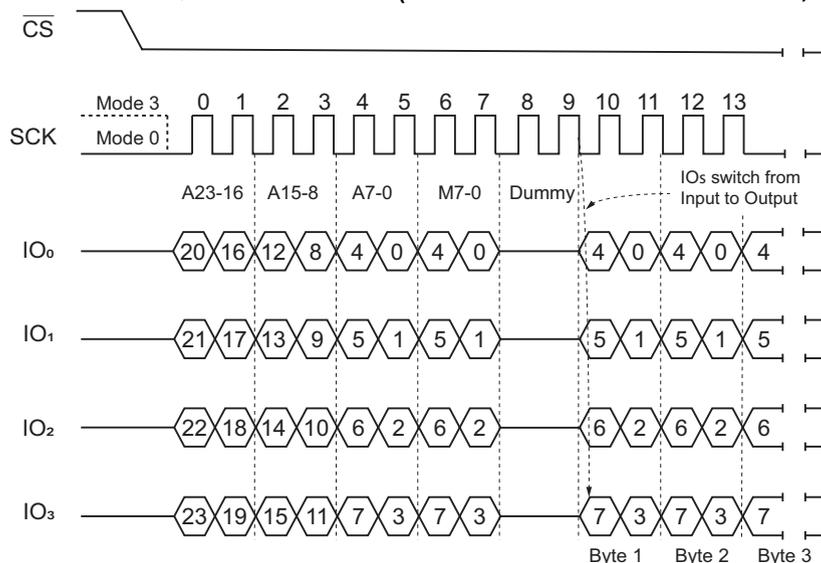 CS
Mode 3 0 1 2 3 4 5 6 7 8 9 10 11 12 13
SCK
Mode 0
A23-16 A15-8 A7-0 M7-0 Dummy
IOs switch from
Input to Output
IO₀ 20 16 12 8 4 0 4 0 4 0 4 0 4
IO₁ 21 17 13 9 5 1 5 1 5 1 5 1 5
IO₂ 22 18 14 10 6 2 6 2 6 2 6 2 6
IO₃ 23 19 15 11 7 3 7 3 7 3 7 3 7
Byte 1 Byte 2 Byte 3